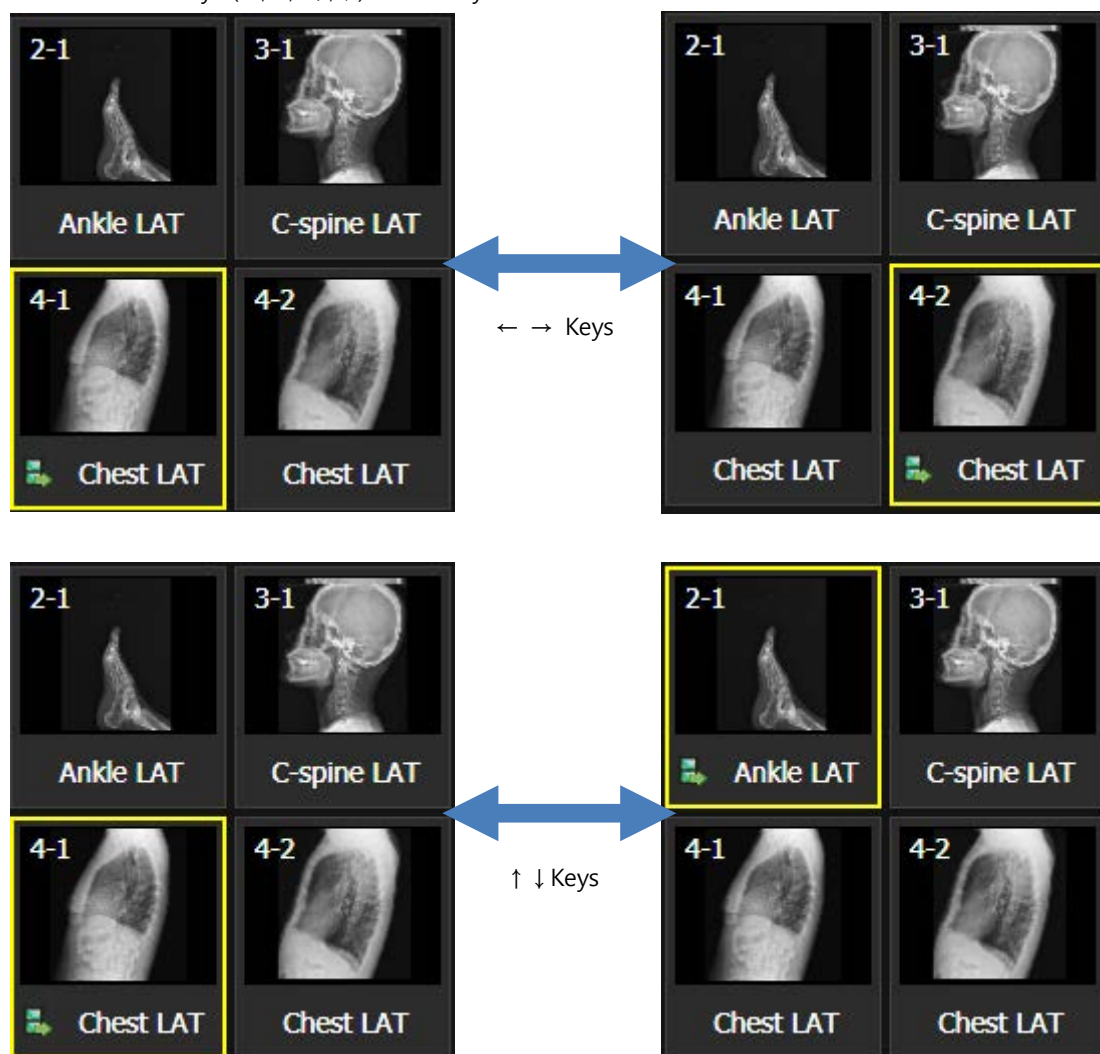 2-1 3-1
Ankle LAT C-spine LAT
4-1 4-2
Chest LAT Chest LAT
← → Keys
2-1 3-1
Ankle LAT C-spine LAT
4-1 4-2
Chest LAT Chest LAT
2-1 3-1
Ankle LAT C-spine LAT
4-1 4-2
Chest LAT Chest LAT
↑ ↓ Keys
2-1 3-1
Ankle LAT C-spine LAT
4-1 4-2
Chest LAT Chest LAT